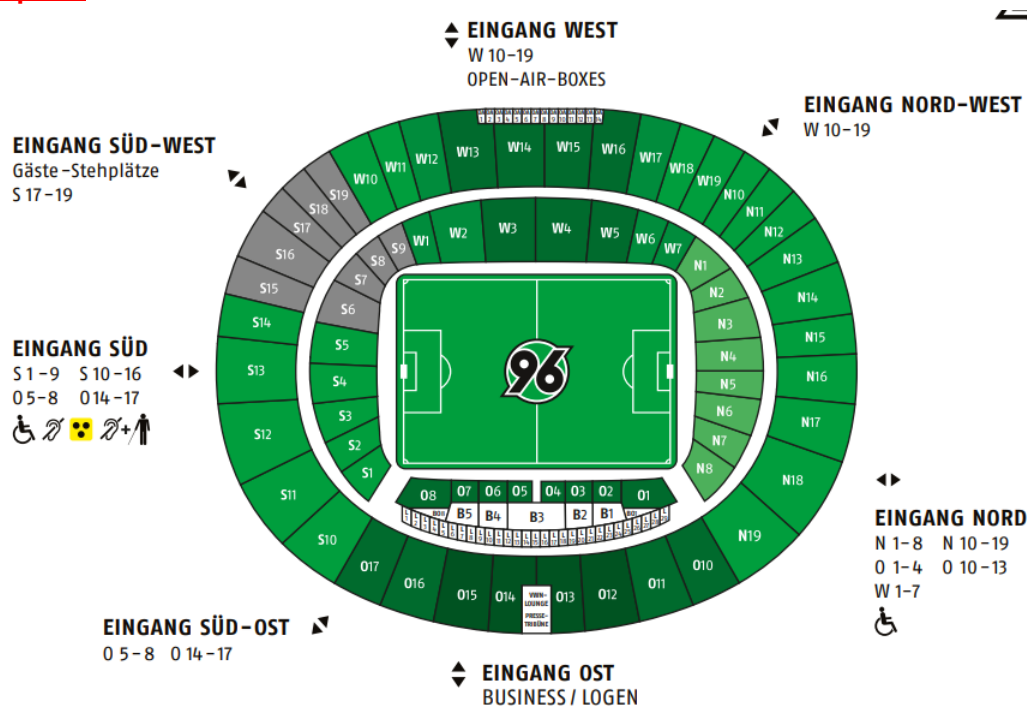 EINGANG WEST
W 10-19
OPEN-AIR-BOXES
EINGANG NORD-WEST
W 10-19
EINGANG SÜD-WEST
Gäste-Stehplätze
S 17-19
W10 W11 W12 W13 W14 W15 W16 W17 W18 W19
N10 N11 N12 N13 N14 N15 N16 N17 N18 N19
S19 S18 S17 S16 S15 S14 S13 S12 S11 S10
W1 W2 W3 W4 W5 W6 W7
S9 S8 S7 S6 S5 S4 S3 S2 S1
N1 N2 N3 N4 N5 N6 N7 N8
96
EINGANG SÜD
S 1-9 S 10-16
O 5-8 O 14-17
O8 O7 O6 O5 O4 O3 O2 O1
B5 B4 B3 B2 B1
O17 O16 O15 O14 O13 O12 O11 O10
VWN-
LOUNGE
PRESSE-
TRIBÜNE
EINGANG NORD
N 1-8 N 10-19
O 1-4 O 10-13
W 1-7
EINGANG SÜD-OST
O 5-8 O 14-17
EINGANG OST
BUSINESS / LOGEN